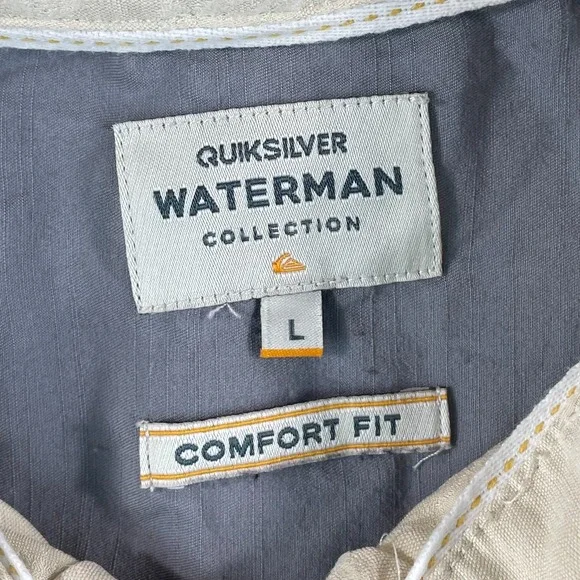 QUIKSILVER
WATERMAN
COLLECTION
L
COMFORT FIT